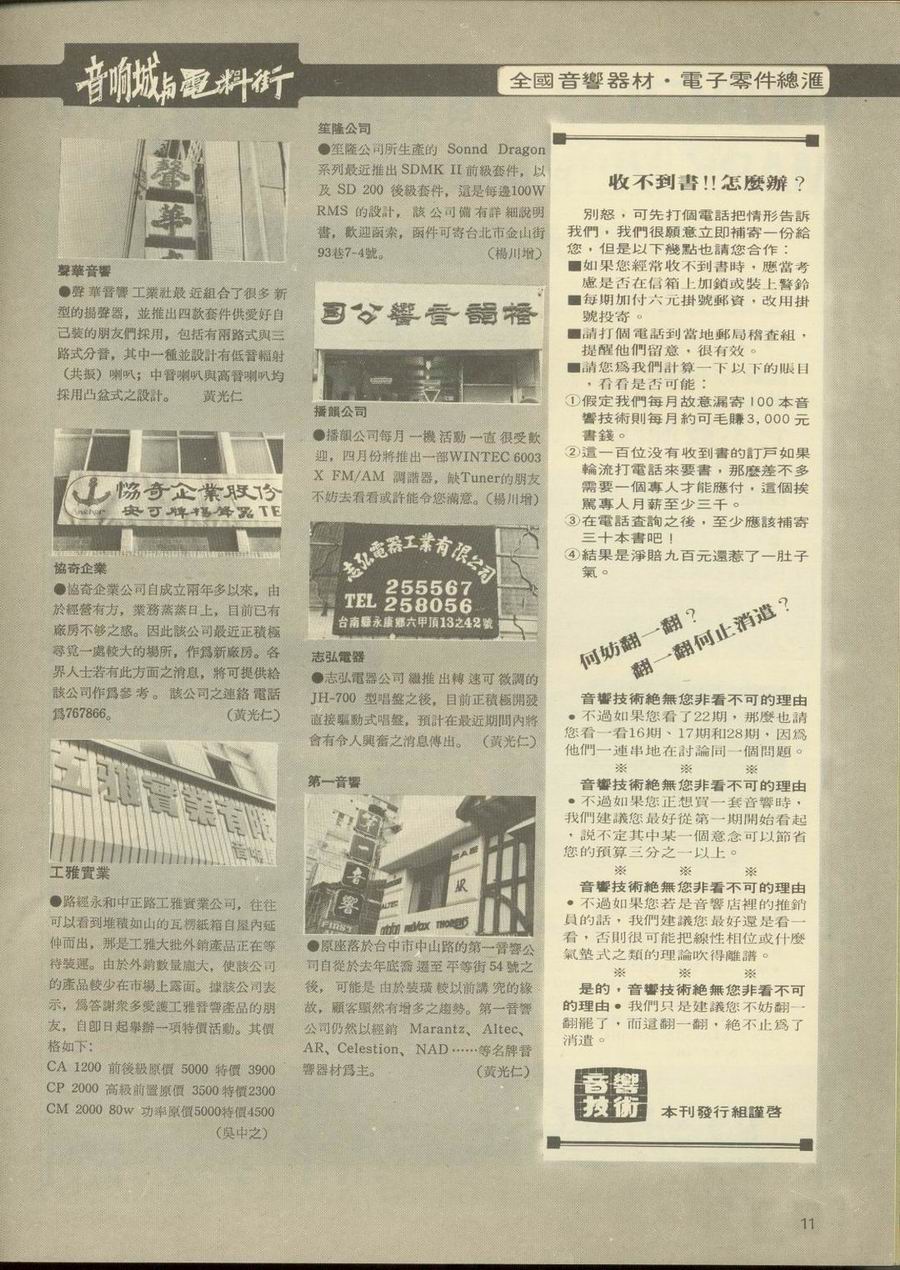 音响城与電料街
全國音響器材・電子零件總滙
聲華
聲華音響
●聲華音響工業社最近組合了很多新
型的揚聲器，並推出四款套件供愛好自
己裝的朋友們採用，包括有兩路式與三
路式分音，其中一種並設計有低音輻射
（共振）喇叭；中音喇叭與高音喇叭均
採用凸盆式之設計。　　黃光仁
Anchor
協奇企業股份
安可牌揚聲器 TE
協奇企業
●協奇企業公司自成立兩年多以來，由
於經營有方，業務蒸蒸日上，目前已有
廠房不够之感。因此該公司最近正積極
尋覓一處較大的場所，作爲新廠房。各
界人士若有此方面之消息，將可提供給
該公司作爲參考。該公司之連絡電話
爲767866。　　（黃光仁）
工雅實業有限
工雅實業
●路經永和中正路工雅實業公司，往往
可以看到堆積如山的瓦楞紙箱自屋內延
伸而出，那是工雅大批外銷產品正在等
待裝運。由於外銷數量龐大，使該公司
的產品較少在市場上露面。據該公司表
示，爲答謝衆多愛護工雅音響產品的朋
友，自卽日起舉辦一項特價活動。其價
格如下：
CA 1200 前後級原價 5000 特價 3900
CP 2000 高級前置原價 3500特價2300
CM 2000 80w 功率原價5000特價4500
（吳中之）
笙隆公司
●笙隆公司所生產的 Sonnd Dragon
系列最近推出SDMK II前級套件，以
及 SD 200 後級套件，這是每邊100W
RMS 的設計，該公司備有詳細說明
書，歡迎函索，函件可寄台北市金山街
93巷7-4號。　　（楊川增）
司公響音韻播
播韻公司
●播韻公司每月一機活動一直很受歡
迎，四月份將推出一部WINTEC 6003
X FM/AM 調諧器，缺Tuner的朋友
不妨去看看或許能令您滿意。（楊川增）
志弘電器工業有限公司
255567
TEL 258056
台南縣永康鄉六甲頂13之42號
志弘電器
●志弘電器公司繼推出轉速可微調的
JH-700 型唱盤之後，目前正積極開發
直接驅動式唱盤，預計在最近期間內將
會有令人興奮之消息傳出。（黃光仁）
第一音響
第一音響
SAE
AR
ALTEC
REVOX THORENS
●原座落於台中市中山路的第一音響公
司自從於去年底喬遷至平等街54號之
後，可能是由於裝璜較以前講究的緣
故，顧客顯然有增多之趨勢。第一音響
公司仍然以經銷 Marantz、Altec、
AR、Celestion、NAD……等名牌音
響器材爲主。　　（黃光仁）
收不到書!!怎麼辦？
別怒，可先打個電話把情形告訴
我們，我們很願意立即補寄一份給
您，但是以下幾點也請您合作：
■如果您經常收不到書時，應當考
慮是否在信箱上加鎖或裝上警鈴
■每期加付六元掛號郵資，改用掛
號投寄。
■請打個電話到當地郵局稽查組，
提醒他們留意，很有效。
■請您爲我們計算一下以下的賬目
，看看是否可能：
①假定我們每月故意漏寄100本音
響技術則每月約可毛賺3,000元
書錢。
②這一百位没有收到書的訂戶如果
輪流打電話來要書，那麼差不多
需要一個專人才能應付，這個挨
罵專人月薪至少三千。
③在電話查詢之後，至少應該補寄
三十本書吧！
④結果是淨賠九百元還惹了一肚子
氣。
何妨翻一翻？
翻一翻何止消遣？
音響技術絶無您非看不可的理由
•不過如果您看了22期，那麼也請
您看一看16期、17期和28期，因爲
他們一連串地在討論同一個問題。
※　※　※
音響技術絶無您非看不可的理由
•不過如果您正想買一套音響時，
我們建議您最好從第一期開始看起
，説不定其中某一個意念可以節省
您的預算三分之一以上。
※　※　※
音響技術絶無您非看不可的理由
•不過如果您若是音響店裡的推銷
員的話，我們建議您最好還是看一
看，否則很可能把線性相位或什麼
氣墊式之類的理論吹得離譜。
※　※　※
是的，音響技術絶無您非看不可
的理由•我們只是建議您不妨翻一
翻罷了，而這翻一翻，絶不止爲了
消遣。
音響技術
本刊發行組謹啓
11